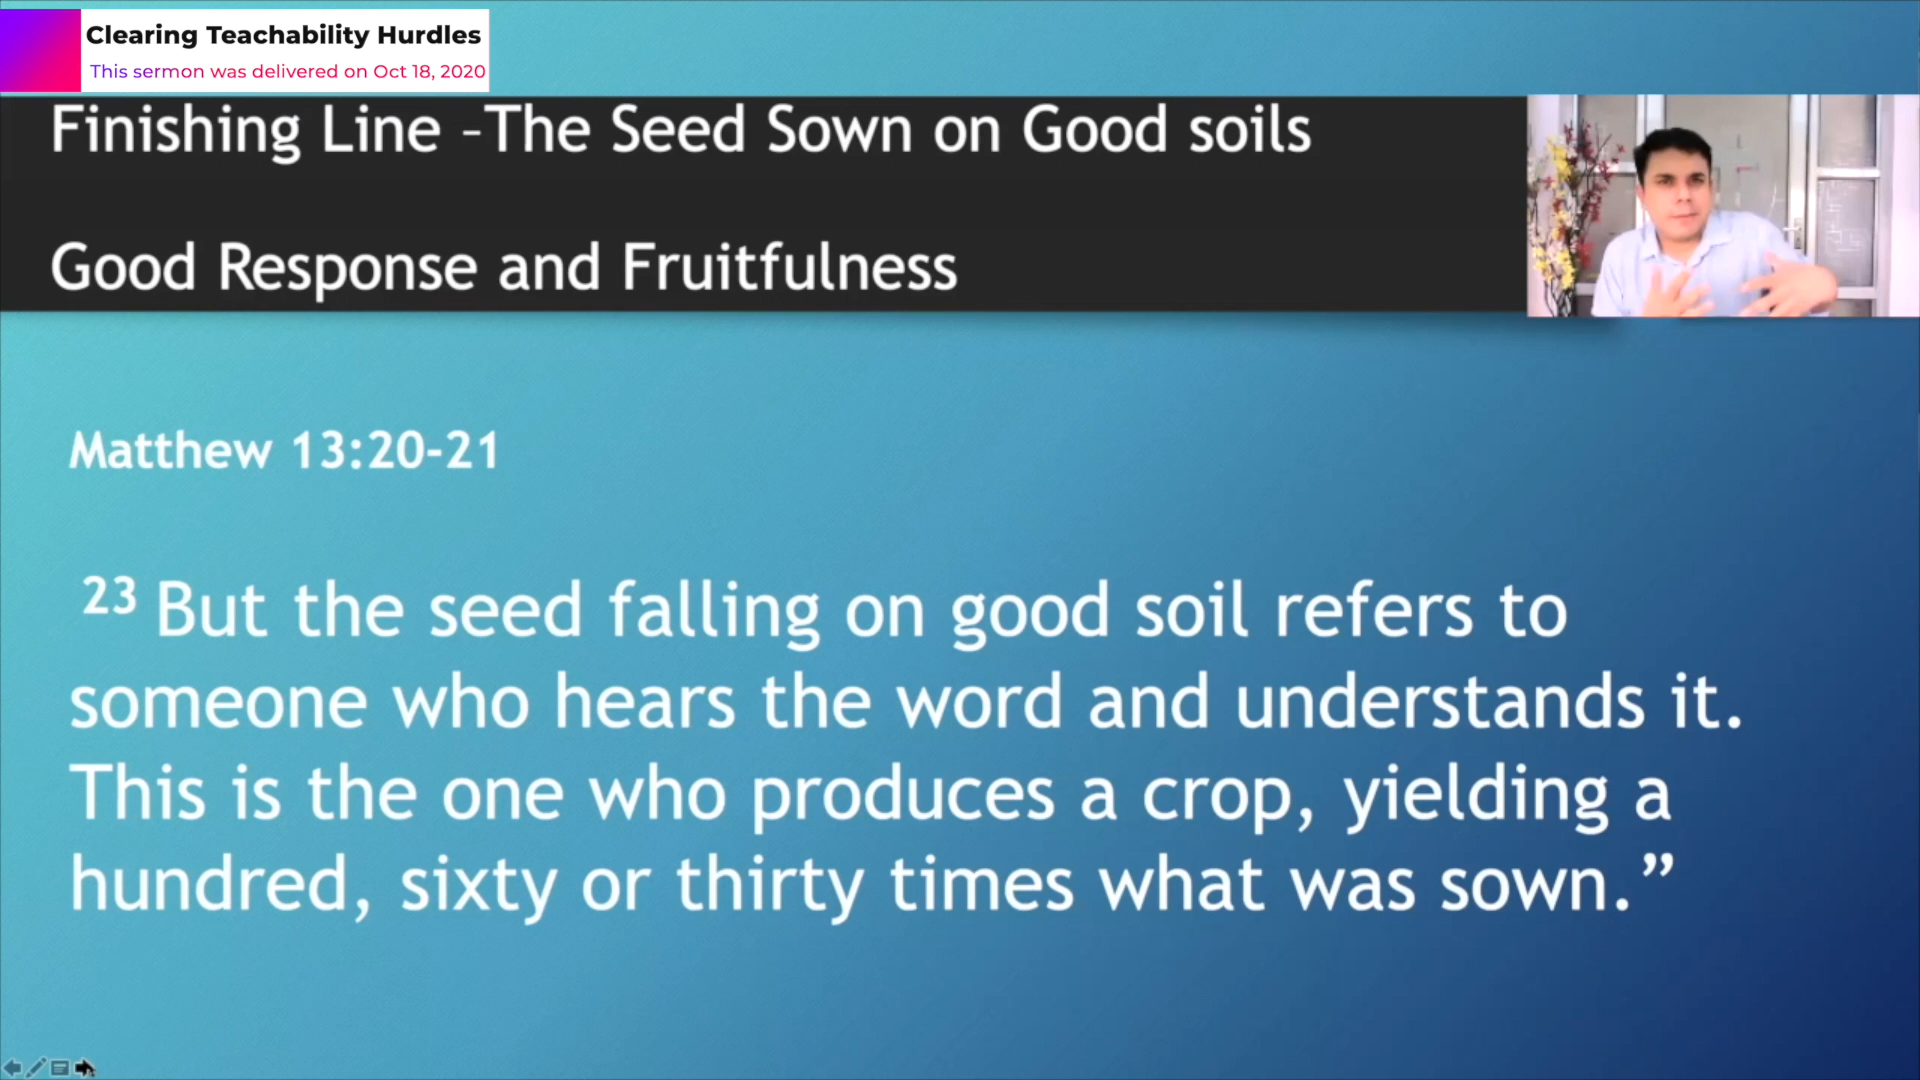 Clearing Teachability Hurdles
This sermon was delivered on Oct 18, 2020
Finishing Line –The Seed Sown on Good soils
Good Response and Fruitfulness
Matthew 13:20-21
23 But the seed falling on good soil refers to
someone who hears the word and understands it.
This is the one who produces a crop, yielding a
hundred, sixty or thirty times what was sown.”